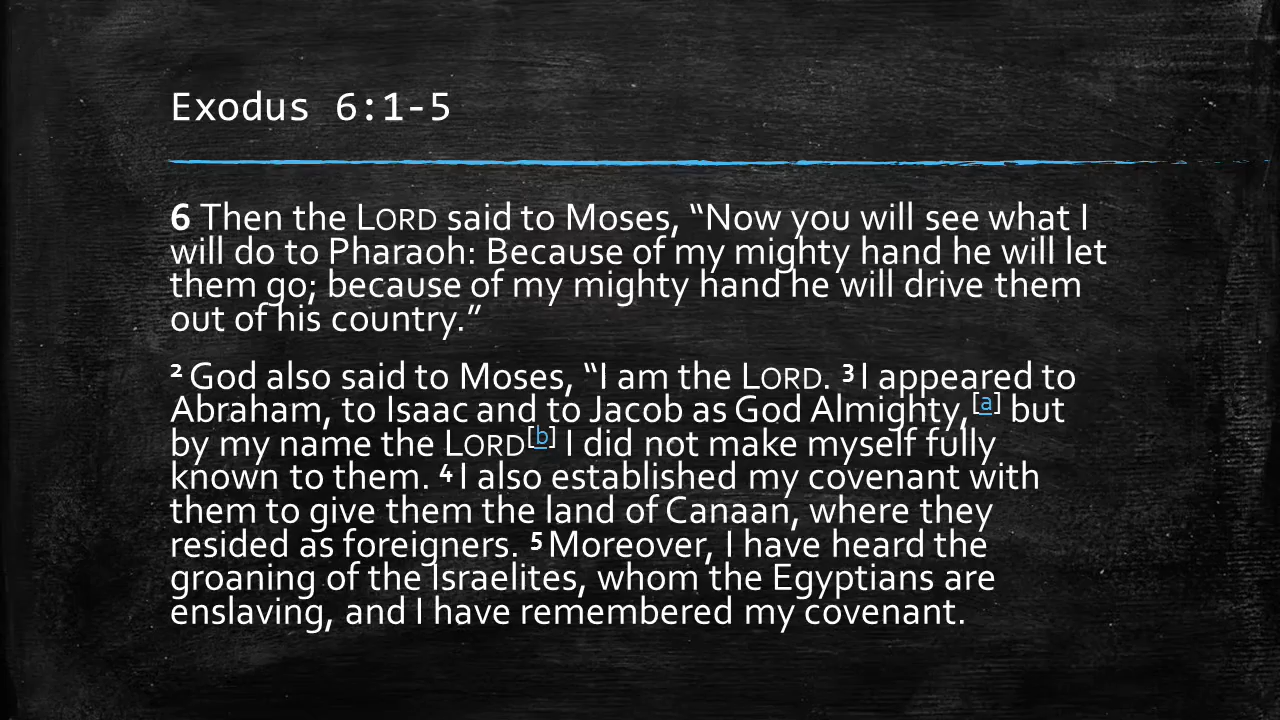 Exodus 6:1-5
6 Then the LORD said to Moses, “Now you will see what I
will do to Pharaoh: Because of my mighty hand he will let
them go; because of my mighty hand he will drive them
out of his country.”
2 God also said to Moses, “I am the LORD. 3 I appeared to
Abraham, to Isaac and to Jacob as God Almighty,[a] but
by my name the LORD[b] I did not make myself fully
known to them. 4 I also established my covenant with
them to give them the land of Canaan, where they
resided as foreigners. 5 Moreover, I have heard the
groaning of the Israelites, whom the Egyptians are
enslaving, and I have remembered my covenant.